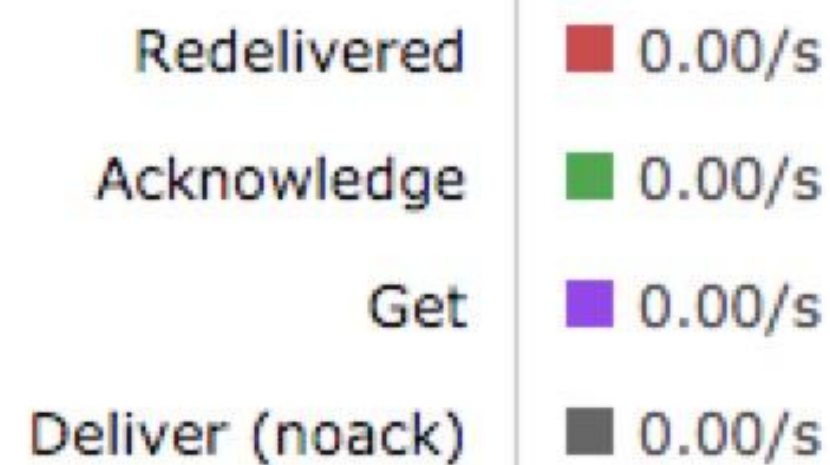 Redelivered 0.00/s
Acknowledge 0.00/s
Get 0.00/s
Deliver (noack) 0.00/s